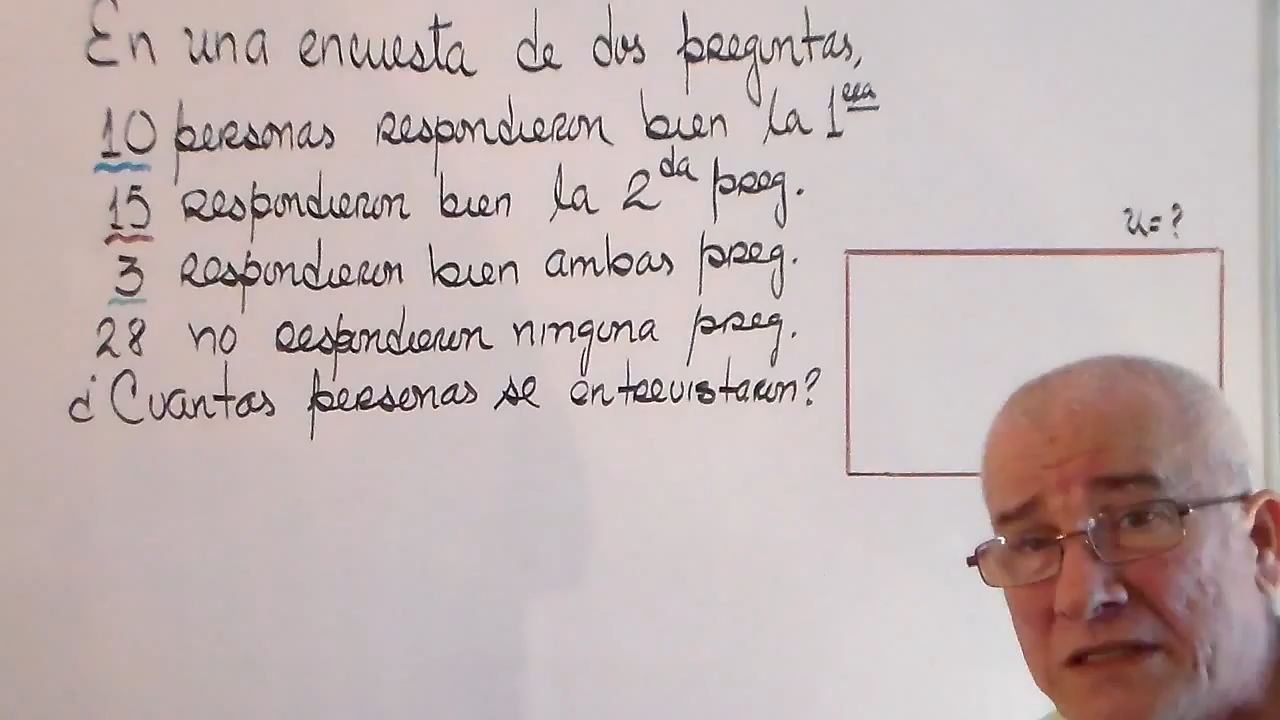 En una encuesta de dos preguntas,
10 personas respondieron bien la 1era
15 respondieron bien la 2da preg.
3 respondieron bien ambas preg.
28 no respondieron ninguna preg.
¿Cuantas personas se entrevistaron?
U=?